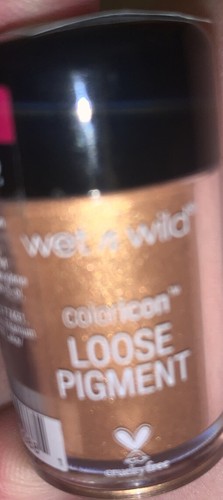 wet n wild®
coloricon™
LOOSE
PIGMENT
cruelty free